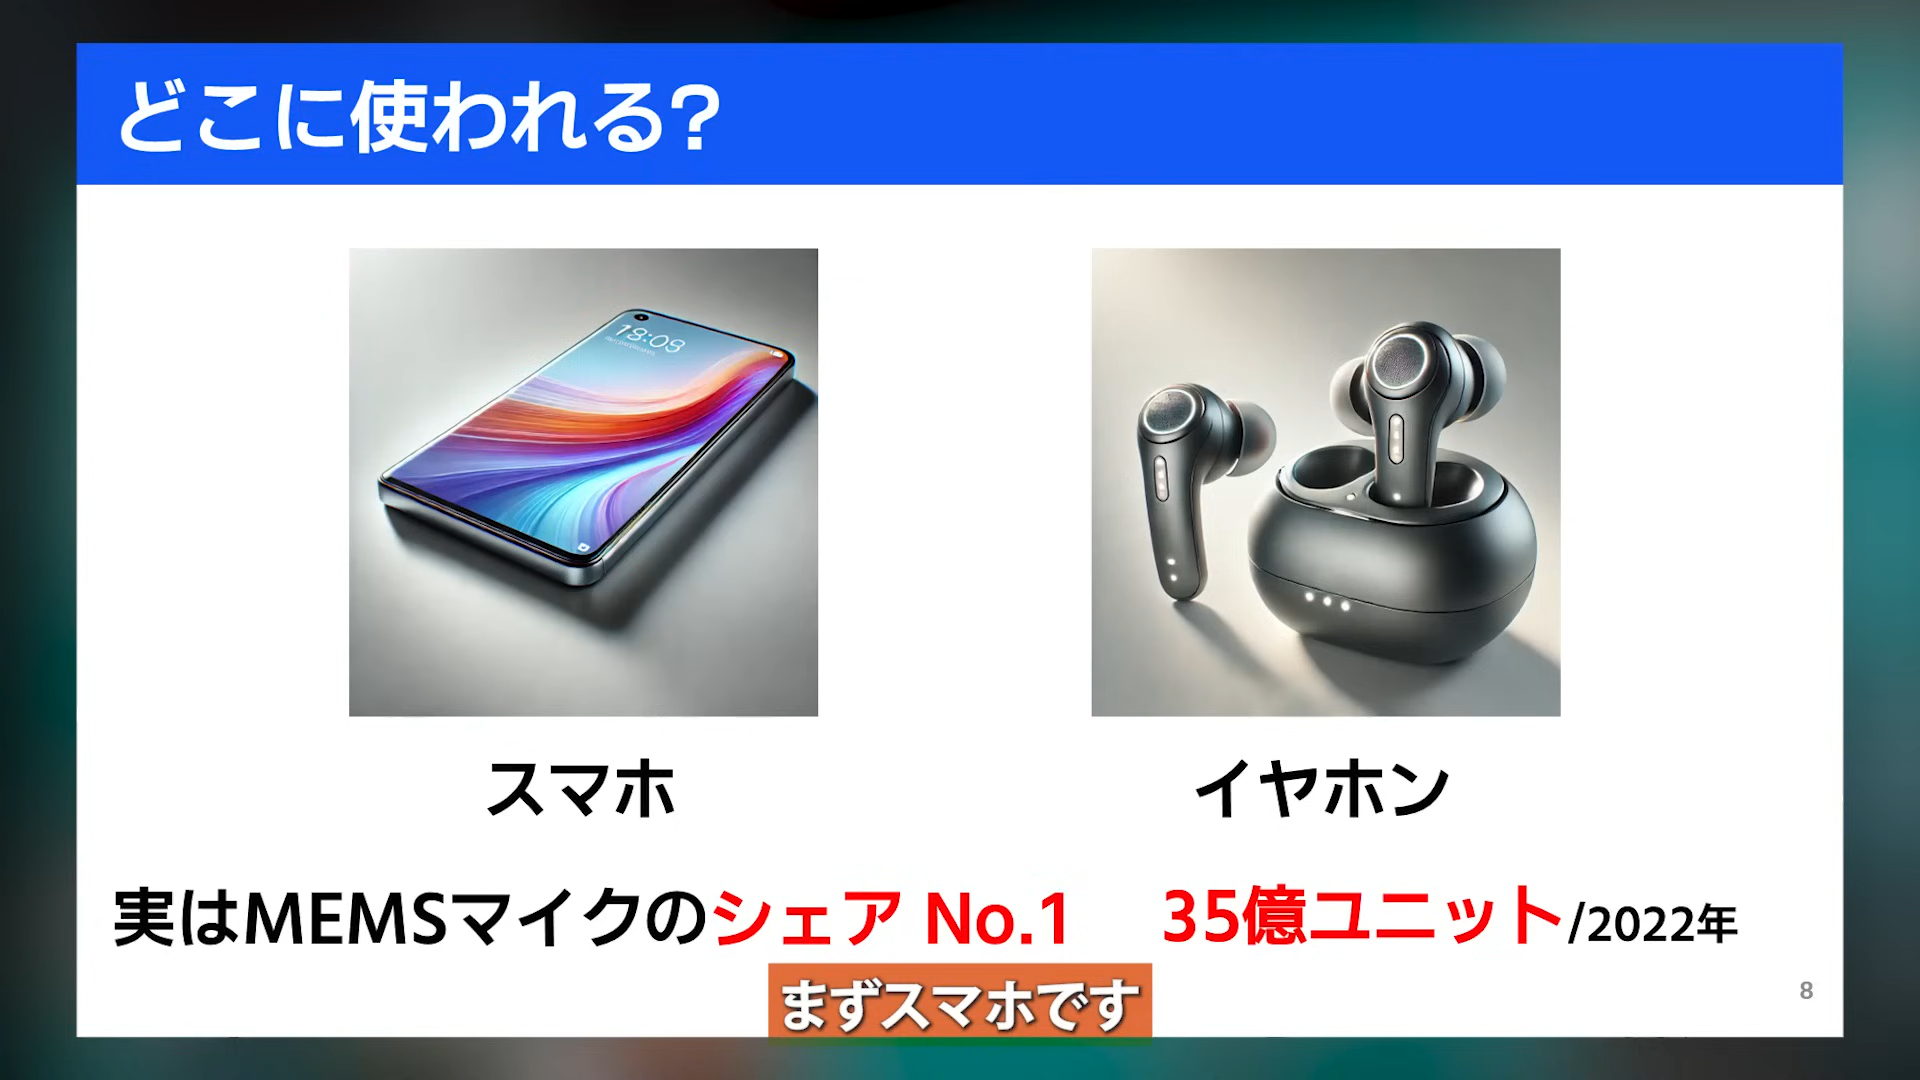 どこに使われる?
18:09
スマホ
イヤホン
実はMEMSマイクのシェア No.1
35億ユニット/2022年
まずスマホです
8